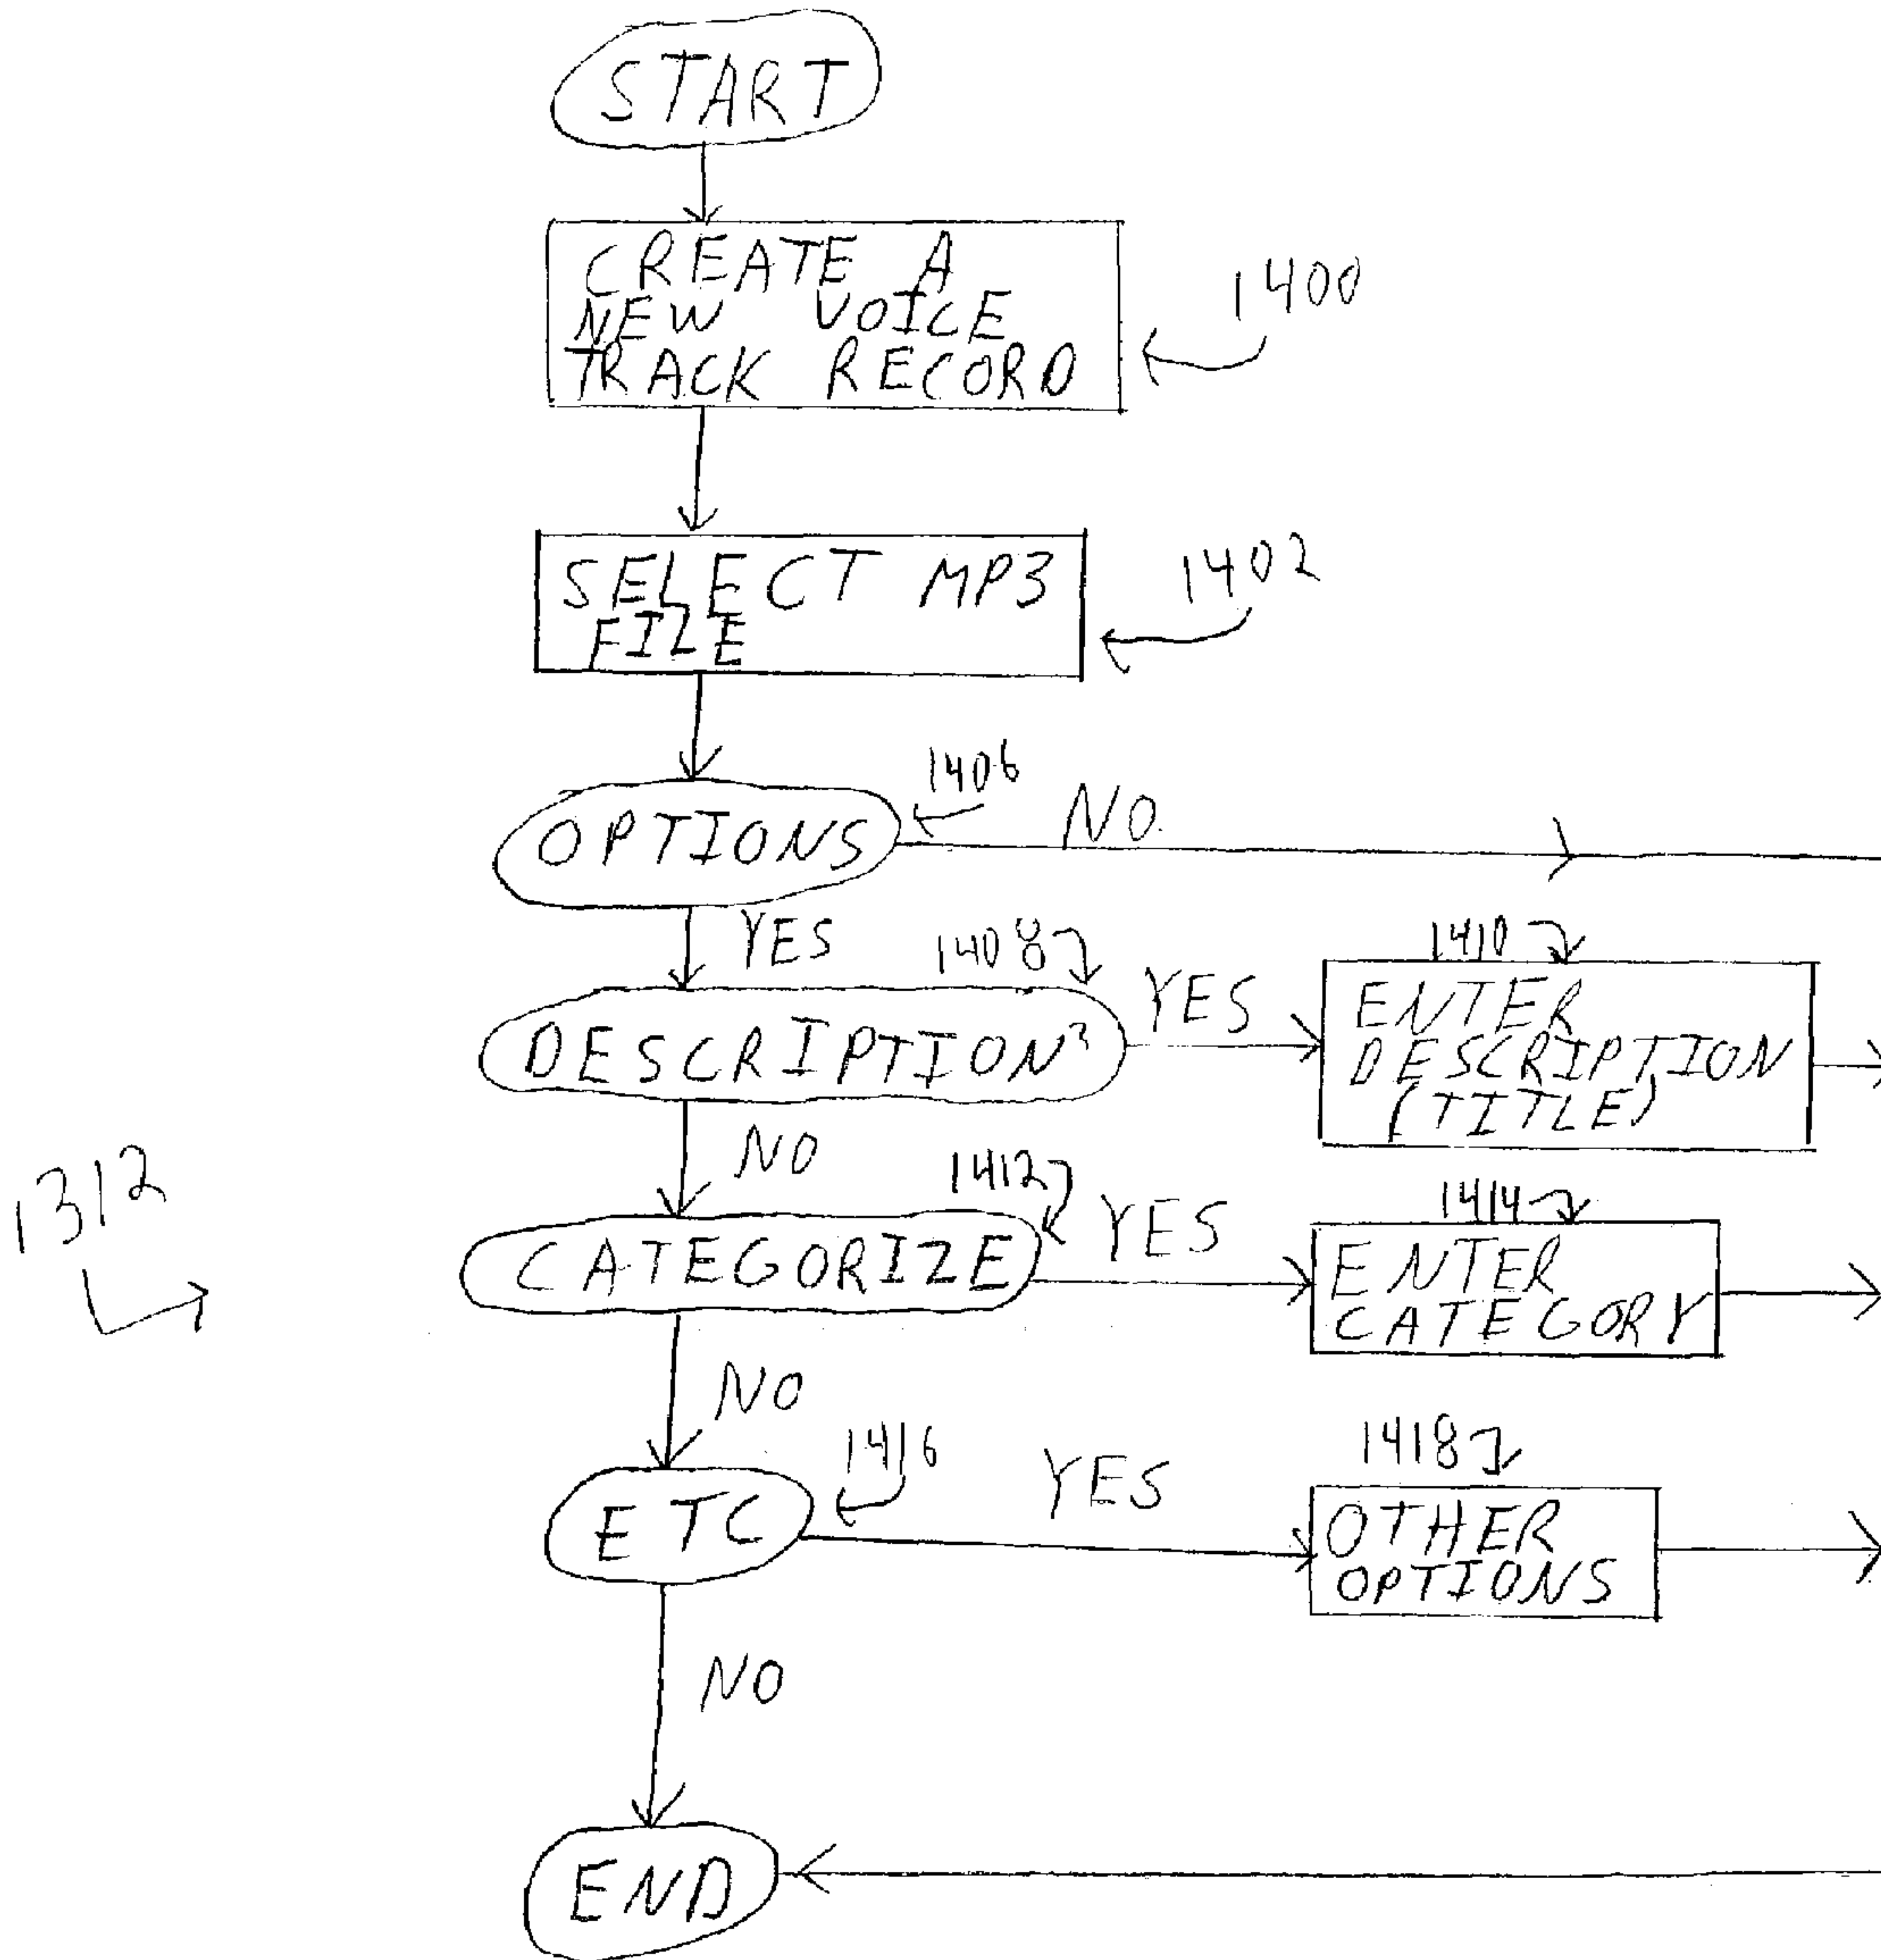 START
CREATE A
NEW VOICE
TRACK RECORD
1400
SELECT MP3
FILE
1402
1406
OPTIONS
NO
YES
1408
DESCRIPTION?
YES
1410
ENTER
DESCRIPTION
(TITLE)
NO
1312
1412
CATEGORIZE
YES
1414
ENTER
CATEGORY
NO
1416
ETC
YES
1418
OTHER
OPTIONS
NO
END